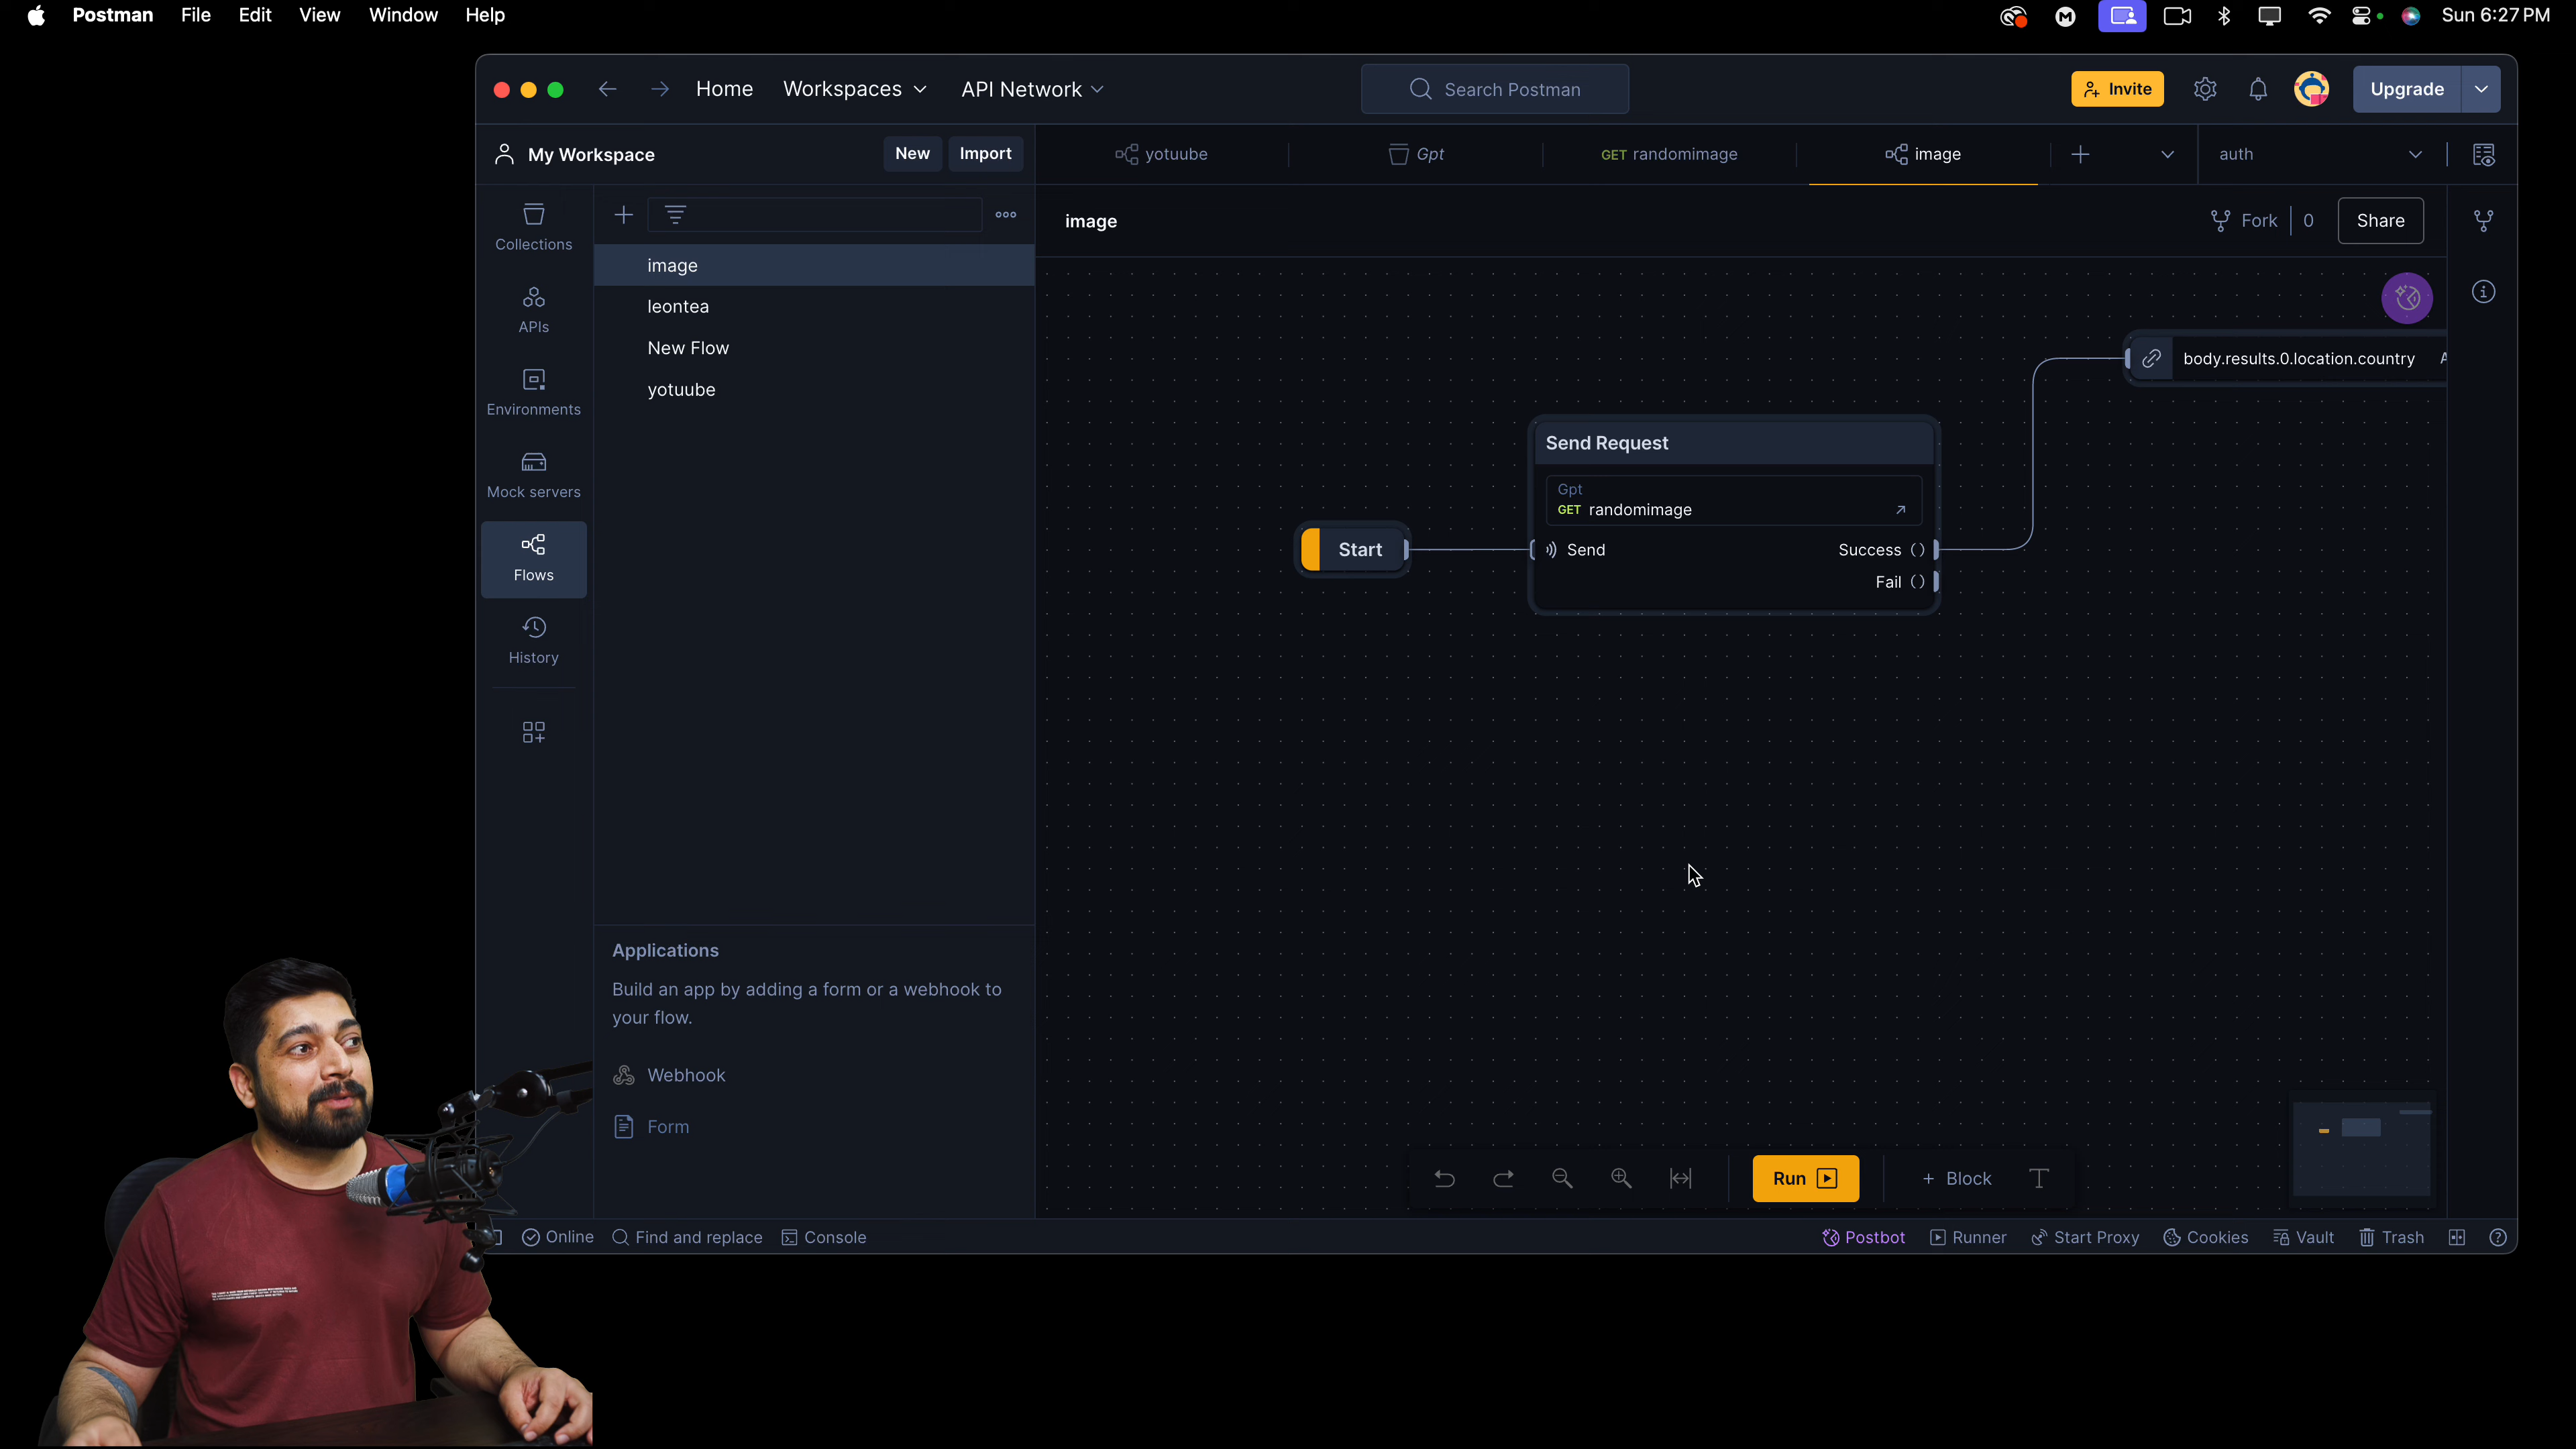 Postman File Edit View Window Help
Sun 6:27 PM
Home Workspaces API Network
Search Postman
Invite
Upgrade
My Workspace
New Import
yotuube
Gpt
GET randomimage
image
auth
Collections
APIs
Environments
Mock servers
Flows
History
image
leontea
New Flow
yotuube
image
Fork 0
Share
body.results.0.location.country
Send Request
Gpt
GET randomimage
Start
Send
Success ()
Fail ()
Applications
Build an app by adding a form or a webhook to
your flow.
Webhook
Form
Run
+ Block
Online Find and replace Console
Postbot Runner Start Proxy Cookies Vault Trash